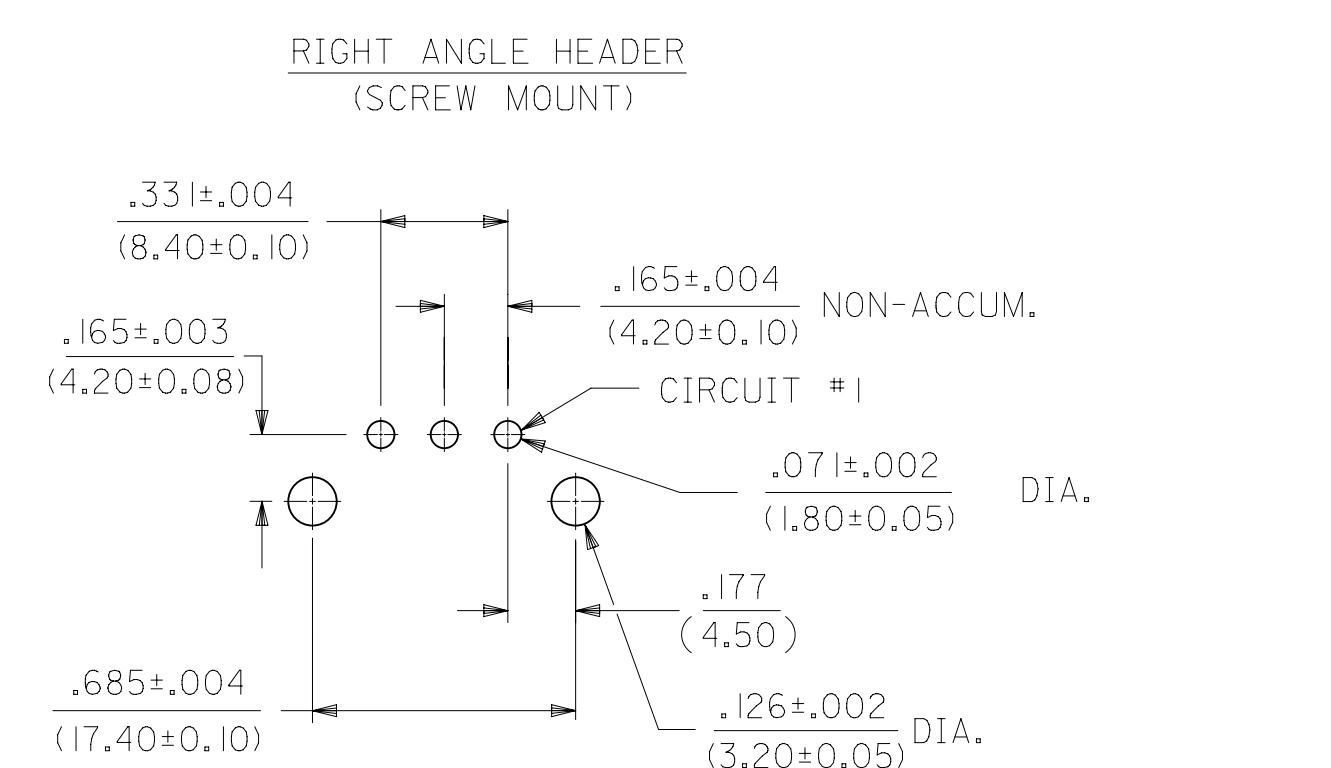 RIGHT ANGLE HEADER
(SCREW MOUNT)
.331±.004
(8.40±0.10)
.165±.004
(4.20±0.10)
NON-ACCUM.
.165±.003
(4.20±0.08)
CIRCUIT #1
.071±.002
(1.80±0.05)
DIA.
.177
(4.50)
.685±.004
(17.40±0.10)
.126±.002
(3.20±0.05)
DIA.